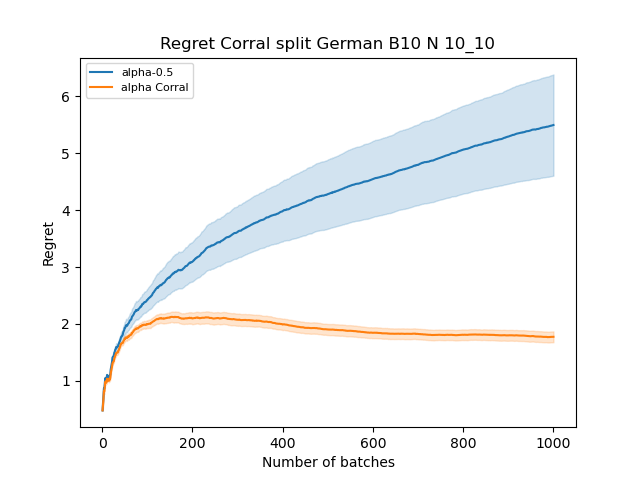 Regret Corral split German B10 N 10_10
alpha-0.5
alpha Corral
6
5
4
3
2
1
Regret
0 200 400 600 800 1000
Number of batches